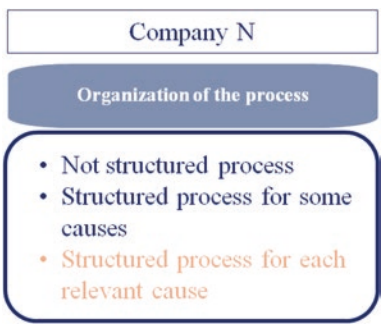 Company N
Organization of the process
• Not structured process
• Structured process for some
causes
• Structured process for each
relevant cause